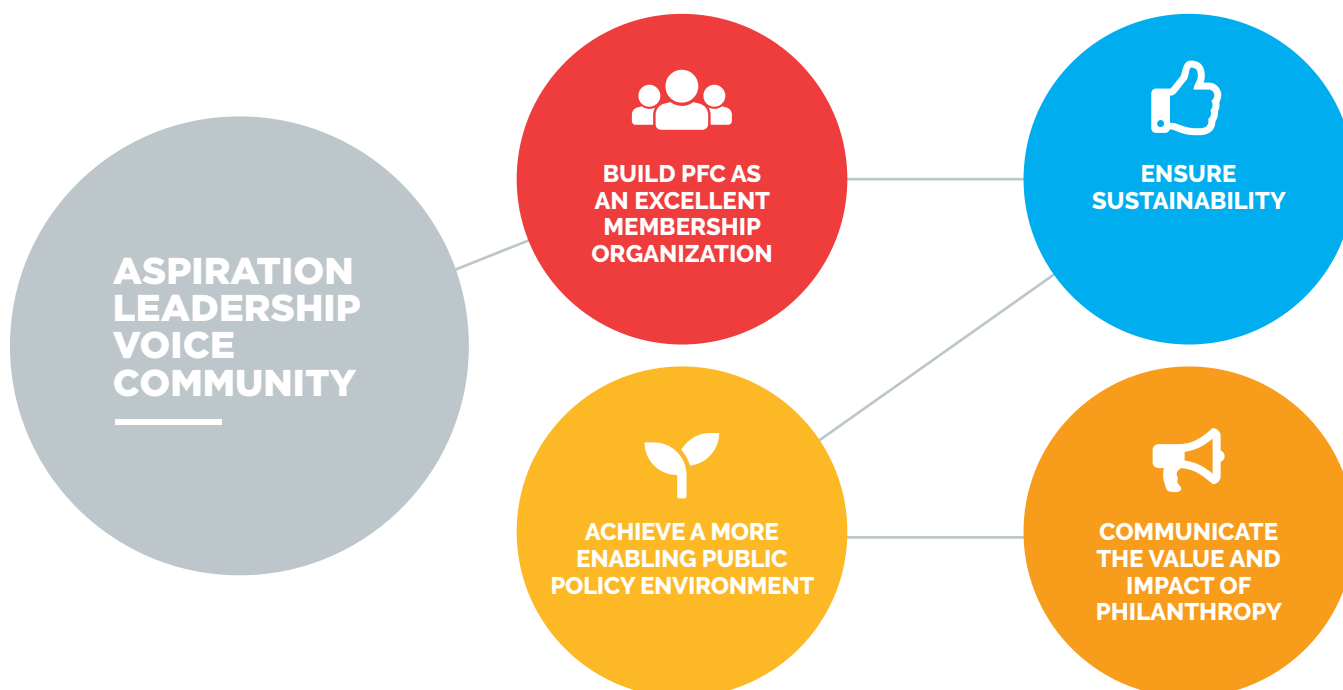 ASPIRATION
LEADERSHIP
VOICE
COMMUNITY
BUILD PFC AS
AN EXCELLENT
MEMBERSHIP
ORGANIZATION
ENSURE
SUSTAINABILITY
ACHIEVE A MORE
ENABLING PUBLIC
POLICY ENVIRONMENT
COMMUNICATE
THE VALUE AND
IMPACT OF
PHILANTHROPY